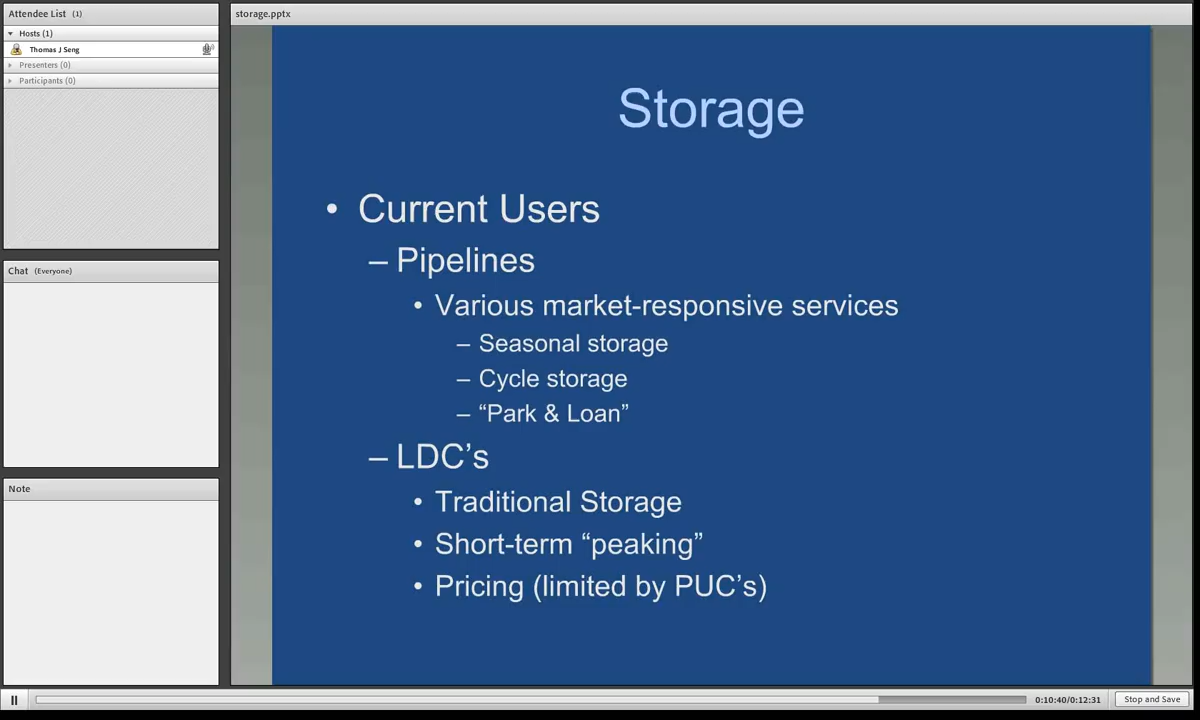 Attendee List (1)
Hosts (1)
Thomas J Seng
Presenters (0)
Participants (0)
Chat (Everyone)
Note
storage.pptx
Storage
• Current Users
– Pipelines
• Various market-responsive services
– Seasonal storage
– Cycle storage
– “Park & Loan”
– LDC’s
• Traditional Storage
• Short-term “peaking”
• Pricing (limited by PUC’s)
0:10:40/0:12:31
Stop and Save